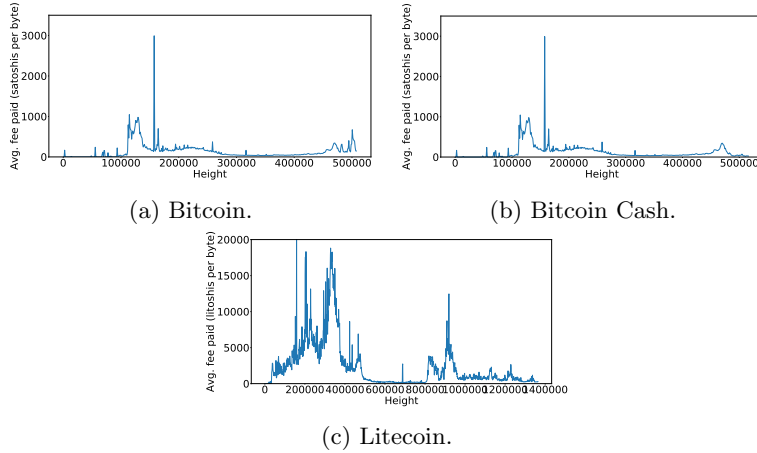 Avg. fee paid (satoshis per byte)
3000
2000
1000
0
0 100000 200000 300000 400000 500000
Height
(a) Bitcoin.
Avg. fee paid (satoshis per byte)
3000
2000
1000
0
0 100000 200000 300000 400000 500000
Height
(b) Bitcoin Cash.
Avg. fee paid (litoshis per byte)
20000
15000
10000
5000
0
0 200000 400000 600000 800000 1000000 1200000 1400000
Height
(c) Litecoin.